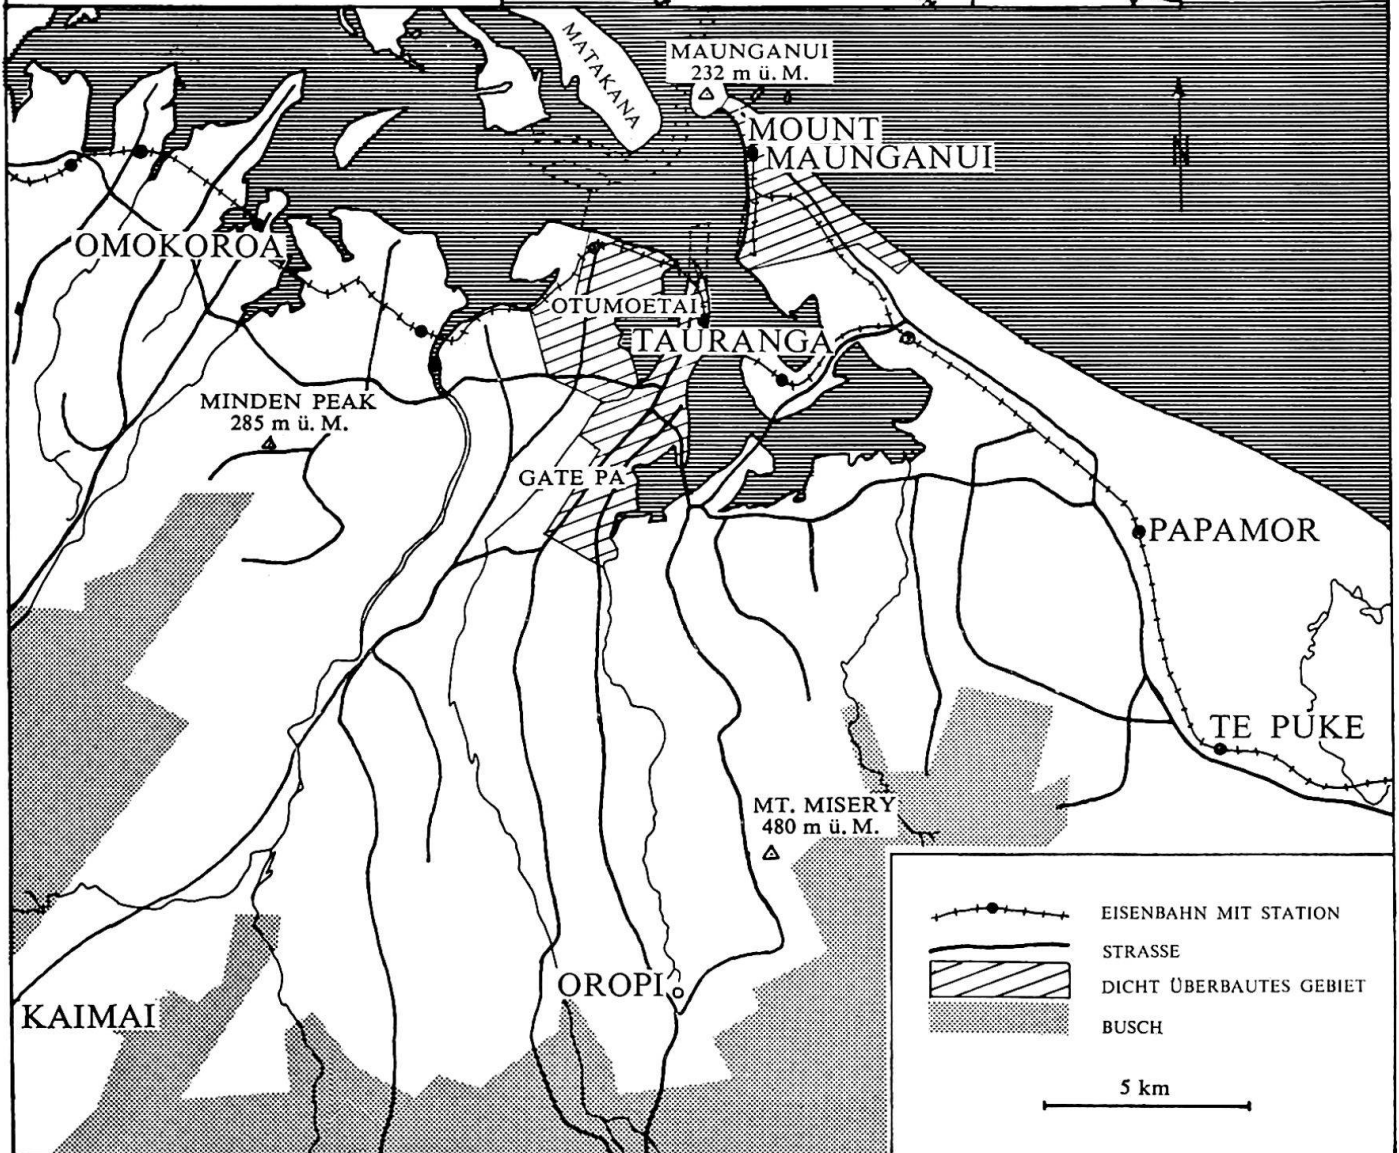 MATAKANA
MAUNGANUI
232 m ü. M.
MOUNT
MAUNGANUI
N
OMOKOROA
OTUMOETAI
TAURANGA
MINDEN PEAK
285 m ü. M.
GATE PA
PAPAMOR
TE PUKE
MT. MISERY
480 m ü. M.
OROPI
KAIMAI
EISENBAHN MIT STATION
STRASSE
DICHT ÜBERBAUTES GEBIET
BUSCH
5 km